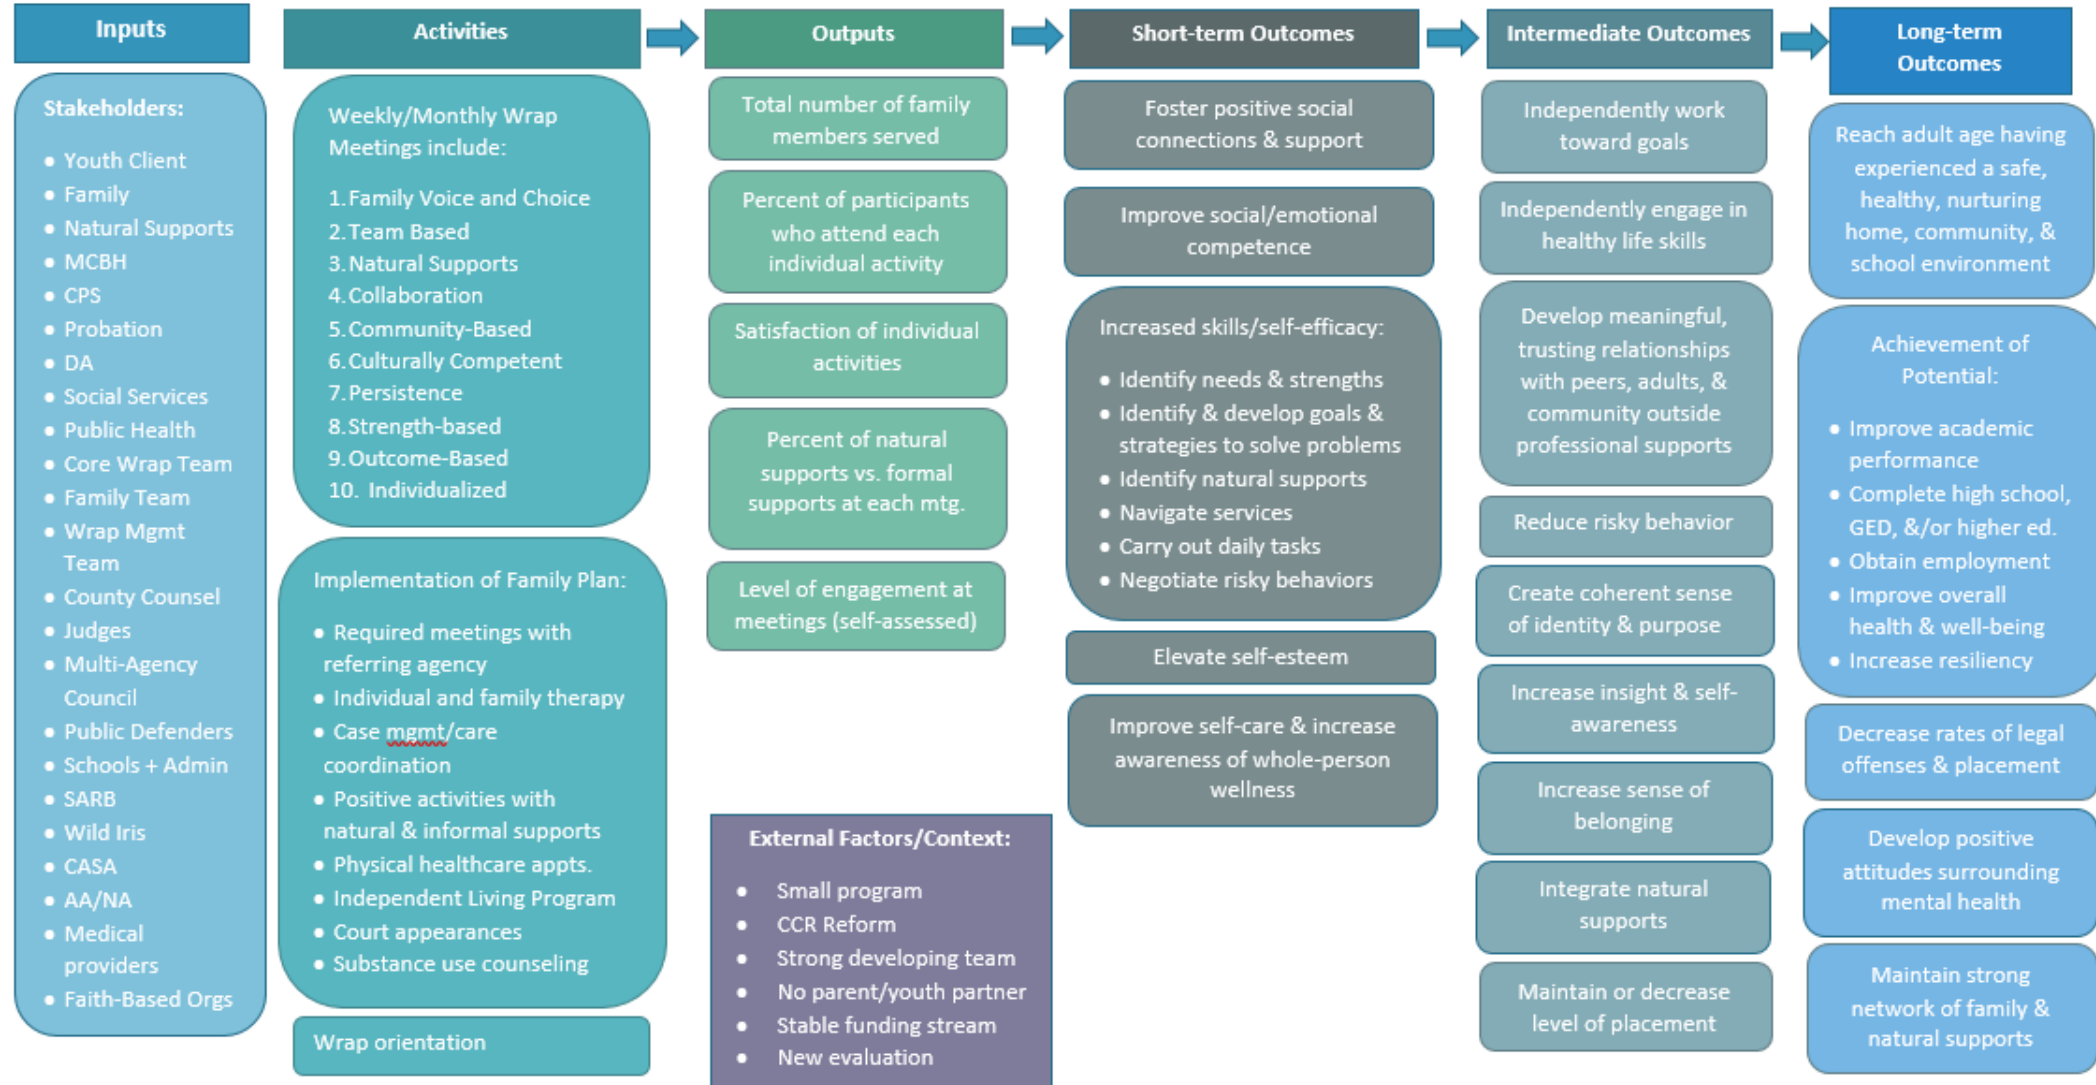 Inputs
Stakeholders:
• Youth Client
• Family
• Natural Supports
• MCBH
• CPS
• Probation
• DA
• Social Services
• Public Health
• Core Wrap Team
• Family Team
• Wrap Mgmt
Team
• County Counsel
• Judges
• Multi-Agency
Council
• Public Defenders
• Schools + Admin
• SARB
• Wild Iris
• CASA
• AA/NA
• Medical
providers
• Faith-Based Orgs
Activities
Weekly/Monthly Wrap
Meetings include:
1. Family Voice and Choice
2. Team Based
3. Natural Supports
4. Collaboration
5. Community-Based
6. Culturally Competent
7. Persistence
8. Strength-based
9. Outcome-Based
10. Individualized
Implementation of Family Plan:
• Required meetings with
referring agency
• Individual and family therapy
• Case mgmt/care
coordination
• Positive activities with
natural & informal supports
• Physical healthcare appts.
• Independent Living Program
• Court appearances
• Substance use counseling
Wrap orientation
Outputs
Total number of family
members served
Percent of participants
who attend each
individual activity
Satisfaction of individual
activities
Percent of natural
supports vs. formal
supports at each mtg.
Level of engagement at
meetings (self-assessed)
External Factors/Context:
• Small program
• CCR Reform
• Strong developing team
• No parent/youth partner
• Stable funding stream
• New evaluation
Short-term Outcomes
Foster positive social
connections & support
Improve social/emotional
competence
Increased skills/self-efficacy:
• Identify needs & strengths
• Identify & develop goals &
strategies to solve problems
• Identify natural supports
• Navigate services
• Carry out daily tasks
• Negotiate risky behaviors
Elevate self-esteem
Improve self-care & increase
awareness of whole-person
wellness
Intermediate Outcomes
Independently work
toward goals
Independently engage in
healthy life skills
Develop meaningful,
trusting relationships
with peers, adults, &
community outside
professional supports
Reduce risky behavior
Create coherent sense
of identity & purpose
Increase insight & self-
awareness
Increase sense of
belonging
Integrate natural
supports
Maintain or decrease
level of placement
Long-term
Outcomes
Reach adult age having
experienced a safe,
healthy, nurturing
home, community, &
school environment
Achievement of
Potential:
• Improve academic
performance
• Complete high school,
GED, &/or higher ed.
• Obtain employment
• Improve overall
health & well-being
• Increase resiliency
Decrease rates of legal
offenses & placement
Develop positive
attitudes surrounding
mental health
Maintain strong
network of family &
natural supports